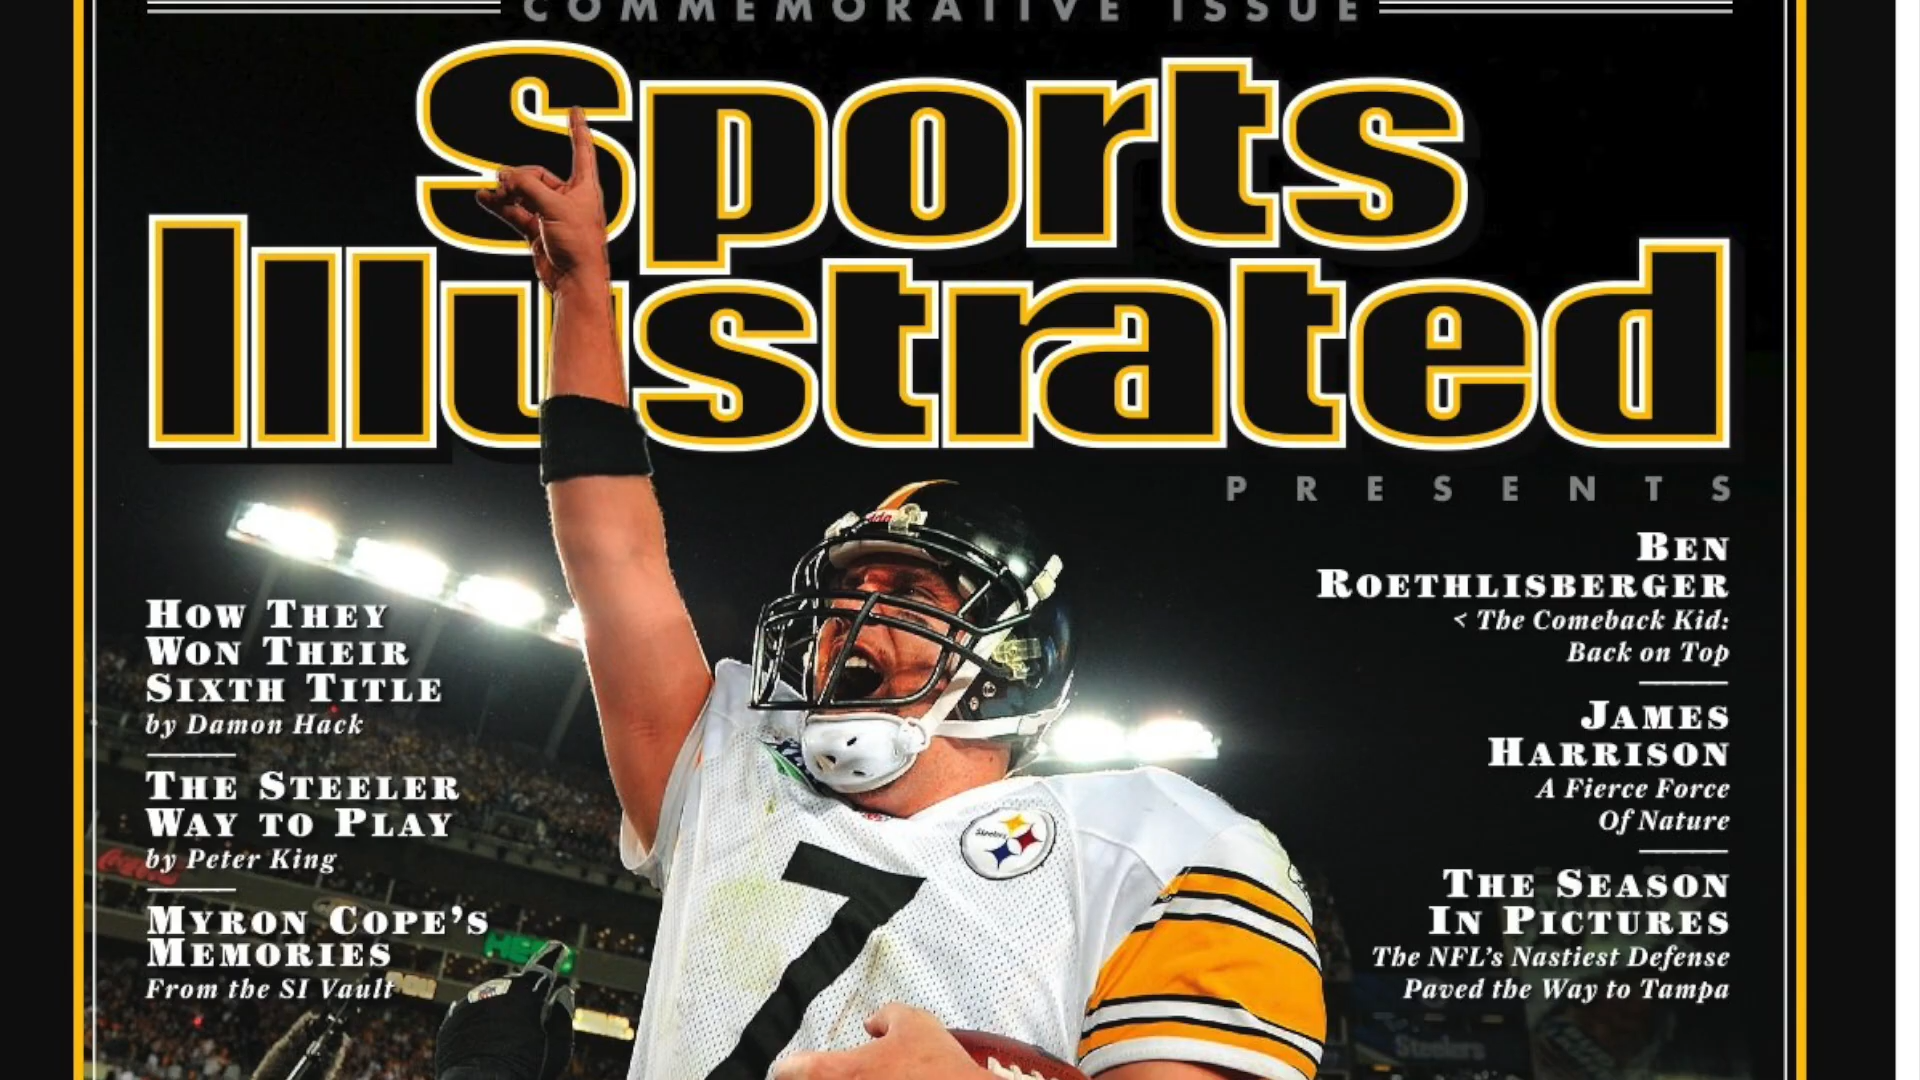 COMMEMORATIVE ISSUE
Sports
Illustrated
PRESENTS
HOW THEY
WON THEIR
SIXTH TITLE
by Damon Hack
THE STEELER
WAY TO PLAY
by Peter King
MYRON COPE'S
MEMORIES
From the SI Vault
BEN
ROETHLISBERGER
< The Comeback Kid:
Back on Top
JAMES
HARRISON
A Fierce Force
Of Nature
THE SEASON
IN PICTURES
The NFL's Nastiest Defense
Paved the Way to Tampa
Steelers
7
Coca-Cola
Steelers